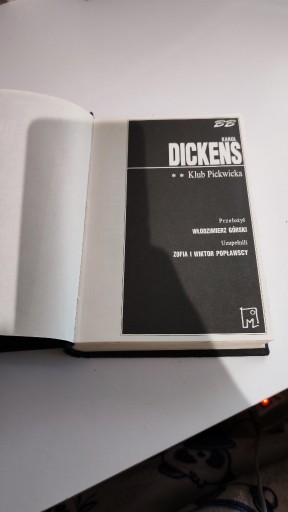 BB
KAROL
DICKENS
** Klub Pickwicka
Przełożył
WŁODZIMIERZ GÓRSKI
Uzupełnili
ZOFIA I WIKTOR POPŁAWSCY
M